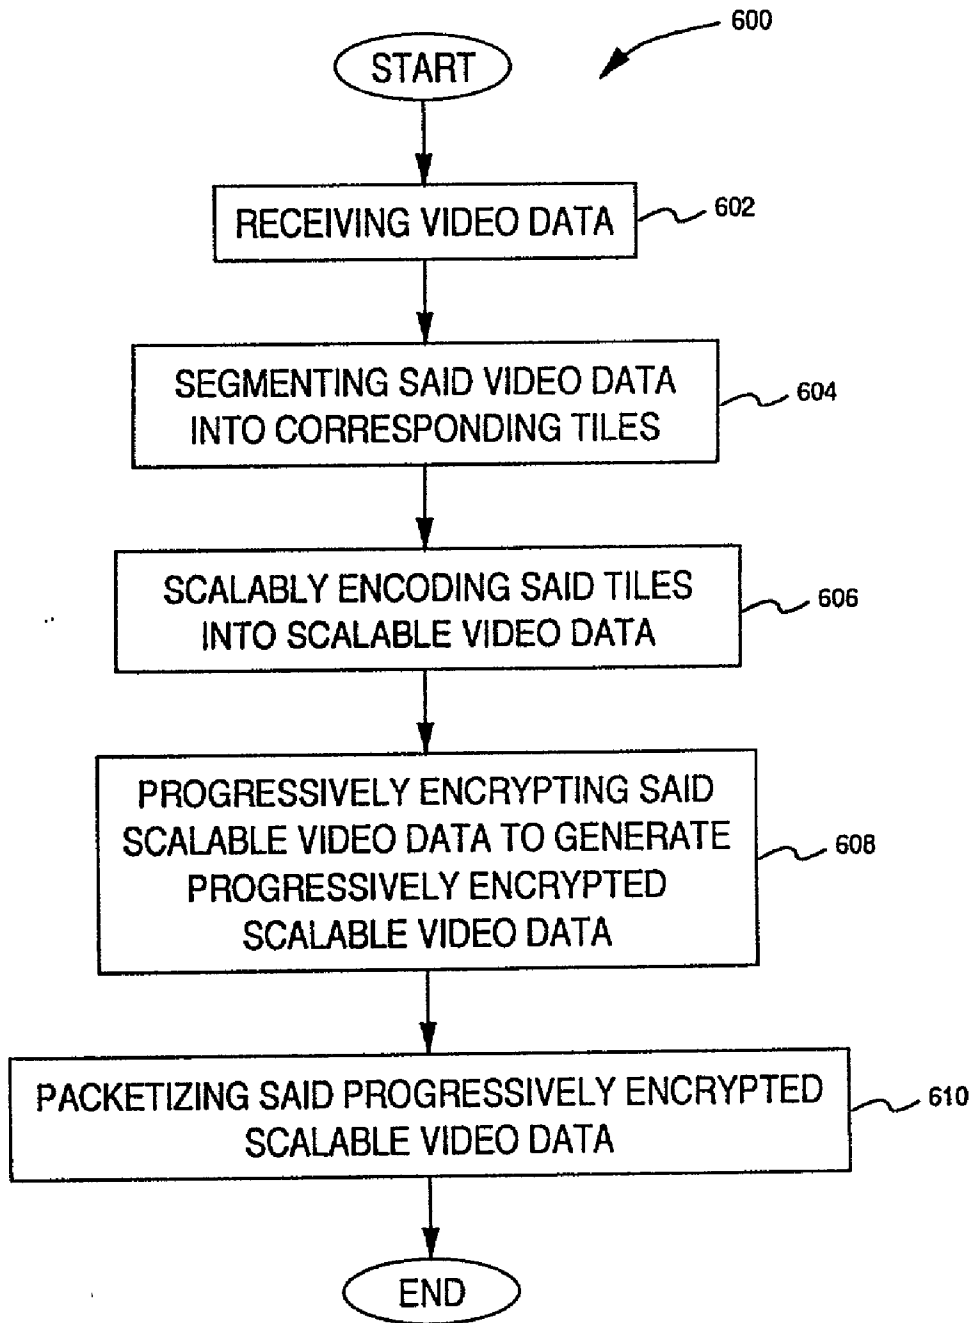 600
START
RECEIVING VIDEO DATA
602
SEGMENTING SAID VIDEO DATA
INTO CORRESPONDING TILES
604
SCALABLY ENCODING SAID TILES
INTO SCALABLE VIDEO DATA
606
PROGRESSIVELY ENCRYPTING SAID
SCALABLE VIDEO DATA TO GENERATE
PROGRESSIVELY ENCRYPTED
SCALABLE VIDEO DATA
608
PACKETIZING SAID PROGRESSIVELY ENCRYPTED
SCALABLE VIDEO DATA
610
END